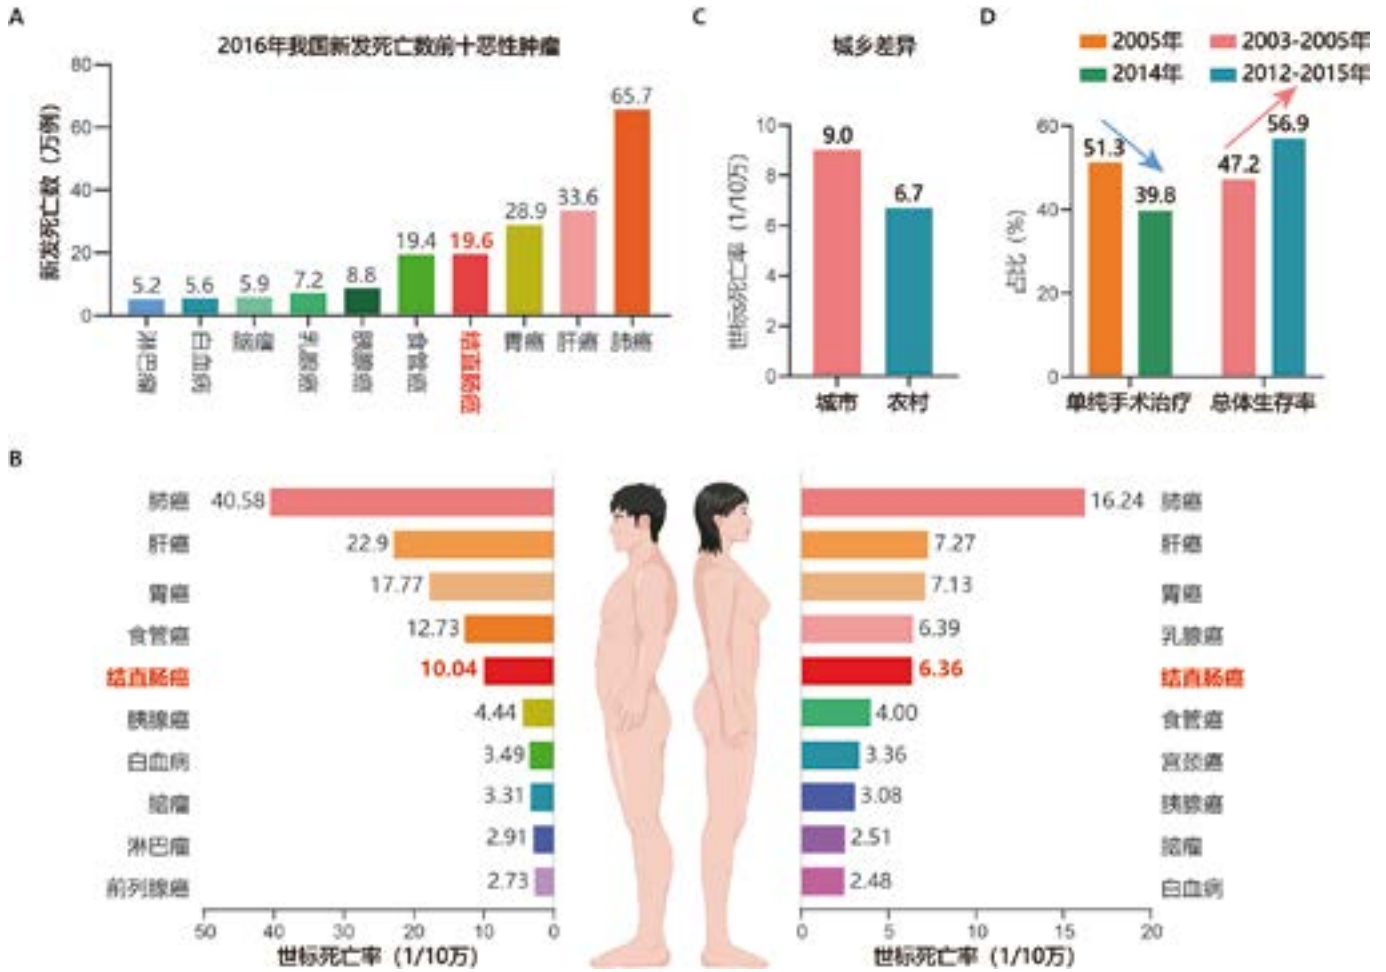 A
2016年我国新发死亡数前十恶性肿瘤
新发死亡数（万例）
80
60
40
20
0
5.2
5.6
5.9
7.2
8.8
19.4
19.6
28.9
33.6
65.7
淋巴瘤
白血病
脑瘤
乳腺癌
胰腺癌
食管癌
结直肠癌
胃癌
肝癌
肺癌
C
城乡差异
世标死亡率（1/10万）
10
8
6
4
2
0
9.0
6.7
城市
农村
D
2005年
2003-2005年
2014年
2012-2015年
占比（%）
60
40
20
0
51.3
39.8
47.2
56.9
单纯手术治疗
总体生存率
B
肺癌 40.58
肝癌 22.9
胃癌 17.77
食管癌 12.73
结直肠癌 10.04
胰腺癌 4.44
白血病 3.49
脑瘤 3.31
淋巴瘤 2.91
前列腺癌 2.73
50 40 30 20 10 0
世标死亡率（1/10万）
16.24 肺癌
7.27 肝癌
7.13 胃癌
6.39 乳腺癌
6.36 结直肠癌
4.00 食管癌
3.36 宫颈癌
3.08 胰腺癌
2.51 脑瘤
2.48 白血病
0 5 10 15 20
世标死亡率（1/10万）